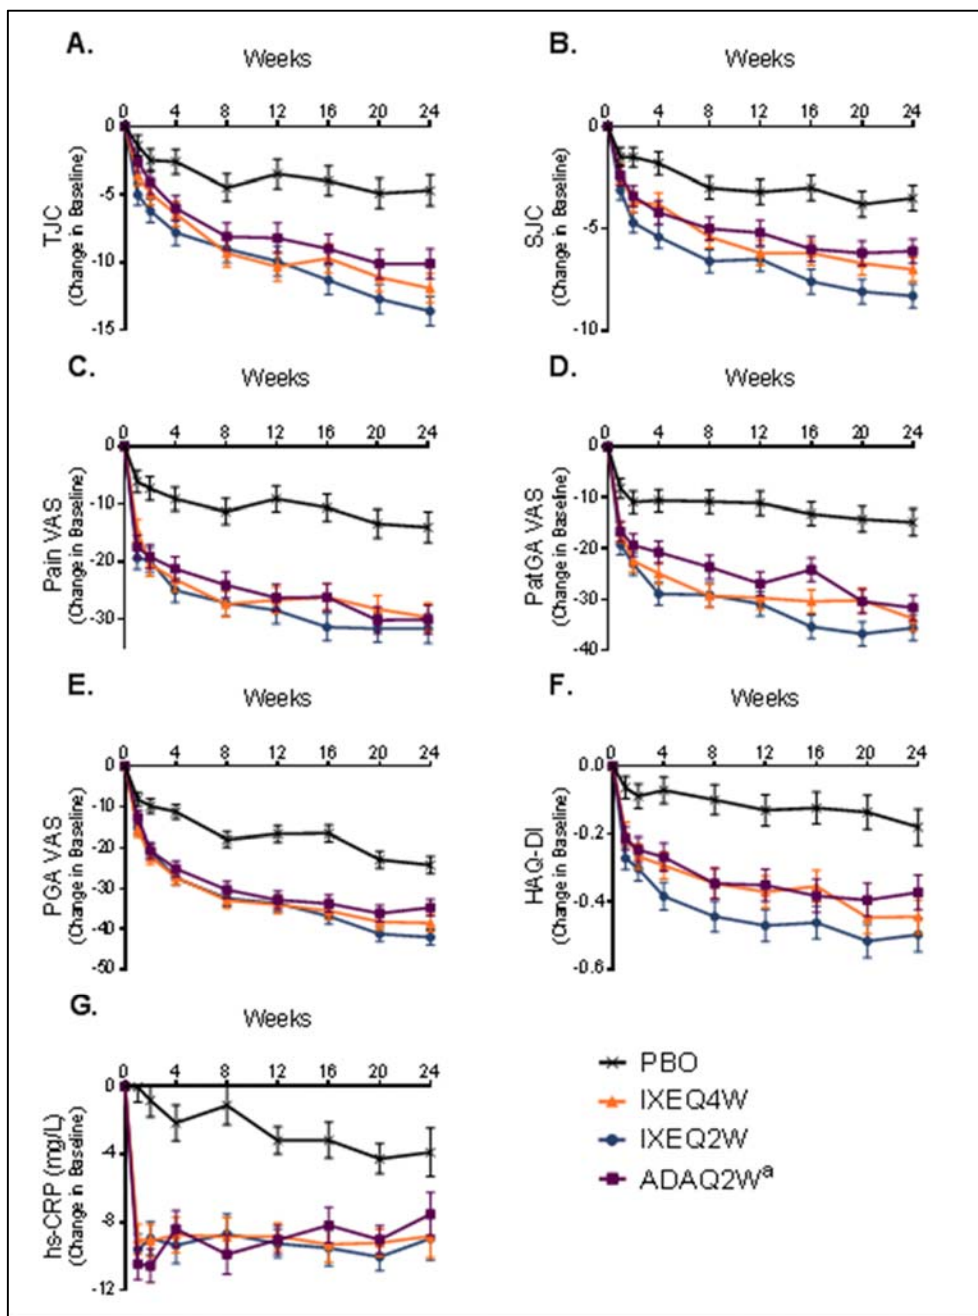 A.
Weeks
0 4 8 12 16 20 24
0
-5
-10
-15
TJC
(Change in Baseline)
B.
Weeks
0 4 8 12 16 20 24
0
-5
-10
SJC
(Change in Baseline)
C.
Weeks
0 4 8 12 16 20 24
0
-10
-20
-30
Pain VAS
(Change in Baseline)
D.
Weeks
0 4 8 12 16 20 24
0
-10
-20
-30
-40
PatGA VAS
(Change in Baseline)
E.
Weeks
0 4 8 12 16 20 24
0
-10
-20
-30
-40
-50
PGA VAS
(Change in Baseline)
F.
Weeks
0 4 8 12 16 20 24
0.0
-0.2
-0.4
-0.6
HAQ-DI
(Change in Baseline)
G.
Weeks
0 4 8 12 16 20 24
0
-4
-8
-12
hs-CRP (mg/L)
(Change in Baseline)
PBO
IXEQ4W
IXEQ2W
ADAQ2Wᵃ